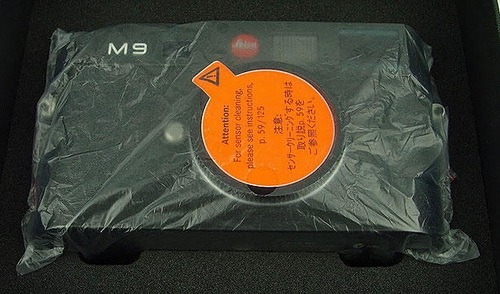 M9
Leica
Attention:
For sensor cleaning,
please see instructions,
p. 59/125
注意:
センサークリーニングする時は
取り説p. 59を
ご参照ください。